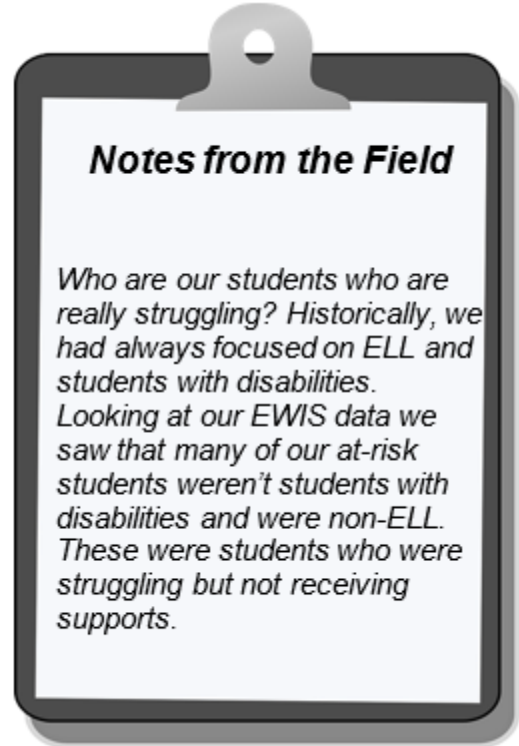 Notes from the Field
Who are our students who are
really struggling? Historically, we
had always focused on ELL and
students with disabilities.
Looking at our EWIS data we
saw that many of our at-risk
students weren’t students with
disabilities and were non-ELL.
These were students who were
struggling but not receiving
supports.